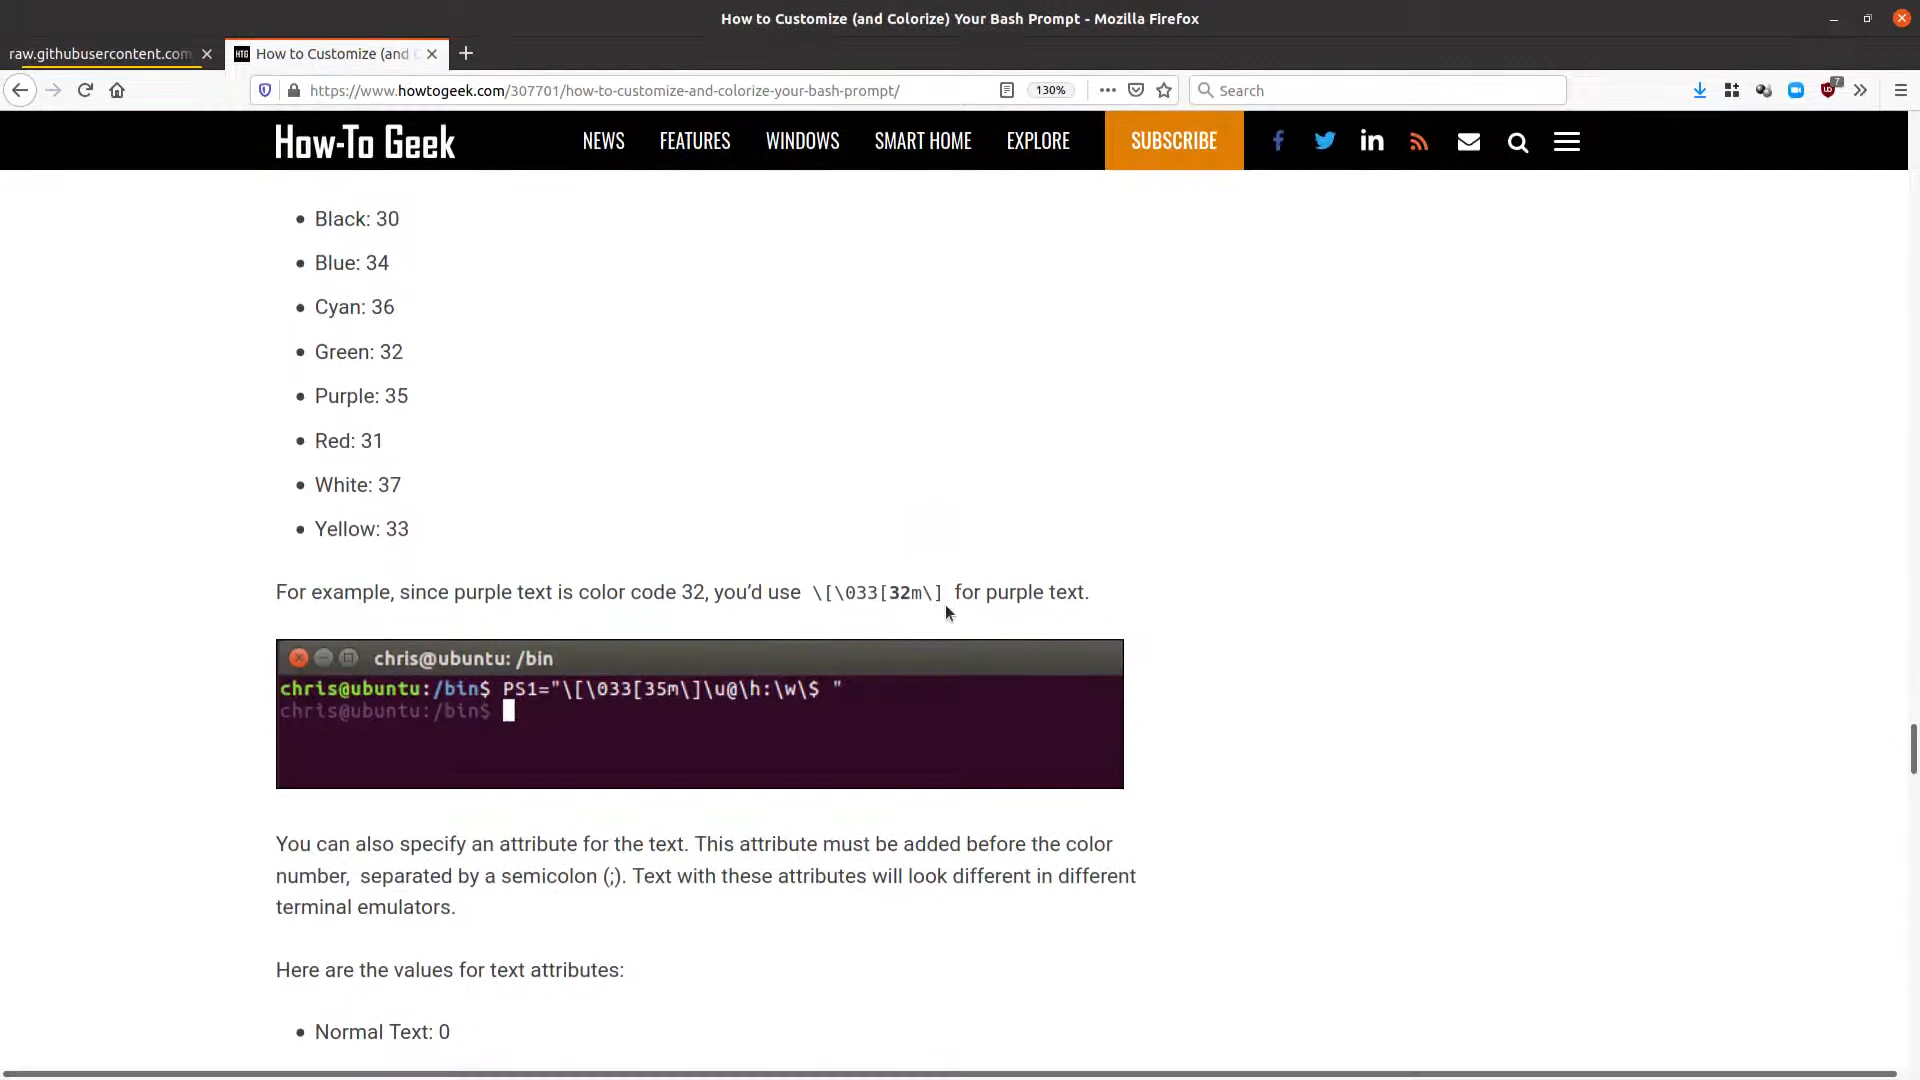 How to Customize (and Colorize) Your Bash Prompt - Mozilla Firefox
raw.githubusercontent.com
HTG How to Customize (and C
https://www.howtogeek.com/307701/how-to-customize-and-colorize-your-bash-prompt/
130%
Search
7
How-To Geek
NEWS FEATURES WINDOWS SMART HOME EXPLORE SUBSCRIBE
Black: 30
Blue: 34
Cyan: 36
Green: 32
Purple: 35
Red: 31
White: 37
Yellow: 33
For example, since purple text is color code 32, you’d use \[\033[32m\] for purple text.
chris@ubuntu: /bin
chris@ubuntu:/bin$ PS1="\[\033[35m\]\u@\h:\w\$ "
chris@ubuntu:/bin$
You can also specify an attribute for the text. This attribute must be added before the color
number, separated by a semicolon (;). Text with these attributes will look different in different
terminal emulators.
Here are the values for text attributes:
Normal Text: 0